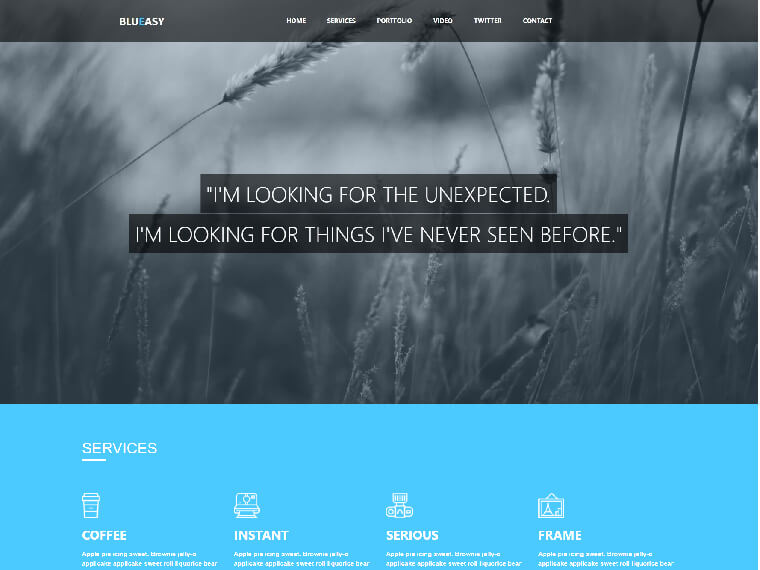 BLUEASY
HOME SERVICES PORTFOLIO VIDEO TWITTER CONTACT
"I'M LOOKING FOR THE UNEXPECTED.
I'M LOOKING FOR THINGS I'VE NEVER SEEN BEFORE."
SERVICES
COFFEE INSTANT SERIOUS FRAME
Apple pie icing sweet. Brownie jelly-o Apple pie icing sweet. Brownie jelly-o Apple pie icing sweet. Brownie jelly-o Apple pie icing sweet. Brownie jelly-o
applicake applicake sweet roll liquorice bear applicake applicake sweet roll liquorice bear applicake applicake sweet roll liquorice bear applicake applicake sweet roll liquorice bear